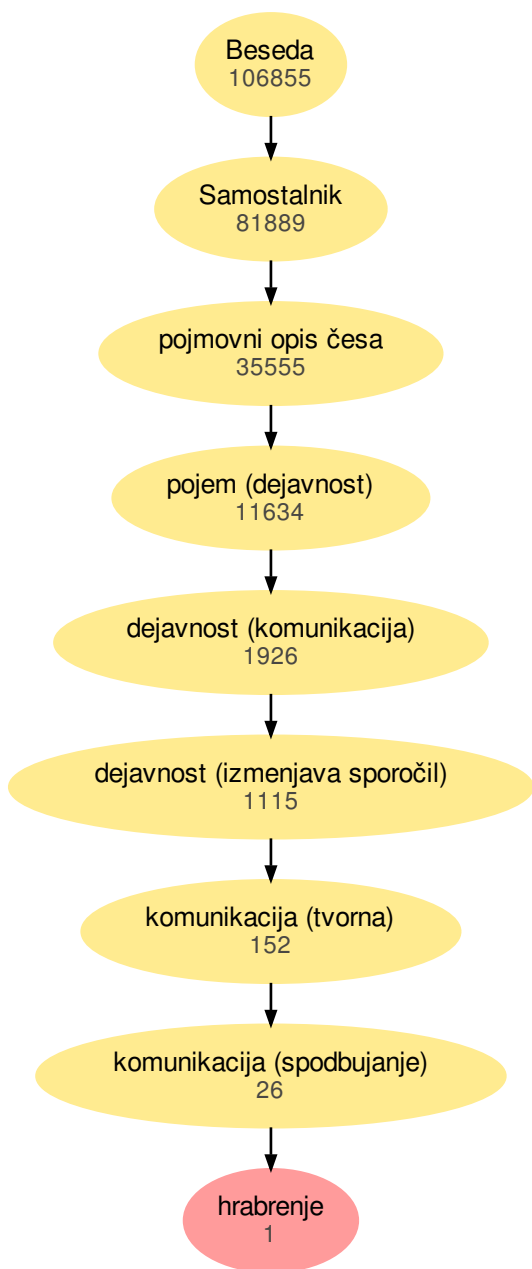 Beseda
106855
Samostalnik
81889
pojmovni opis česa
35555
pojem (dejavnost)
11634
dejavnost (komunikacija)
1926
dejavnost (izmenjava sporočil)
1115
komunikacija (tvorna)
152
komunikacija (spodbujanje)
26
hrabrenje
1